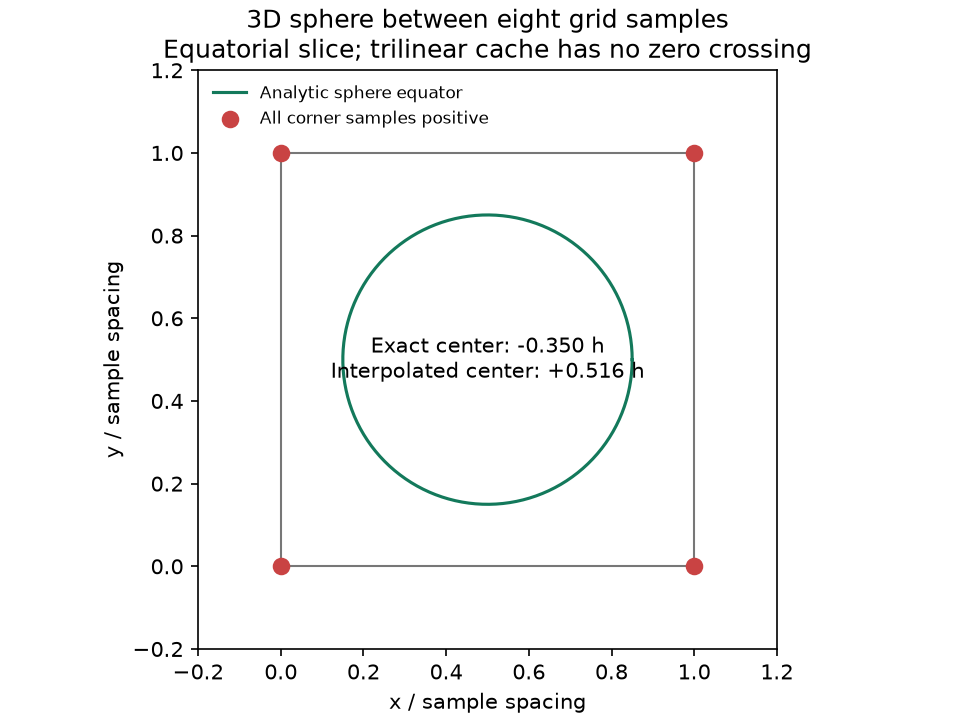 3D sphere between eight grid samples
Equatorial slice; trilinear cache has no zero crossing
Analytic sphere equator
All corner samples positive
1.2
1.0
0.8
0.6
0.4
0.2
0.0
−0.2
y / sample spacing
Exact center: -0.350 h
Interpolated center: +0.516 h
−0.2
0.0
0.2
0.4
0.6
0.8
1.0
1.2
x / sample spacing